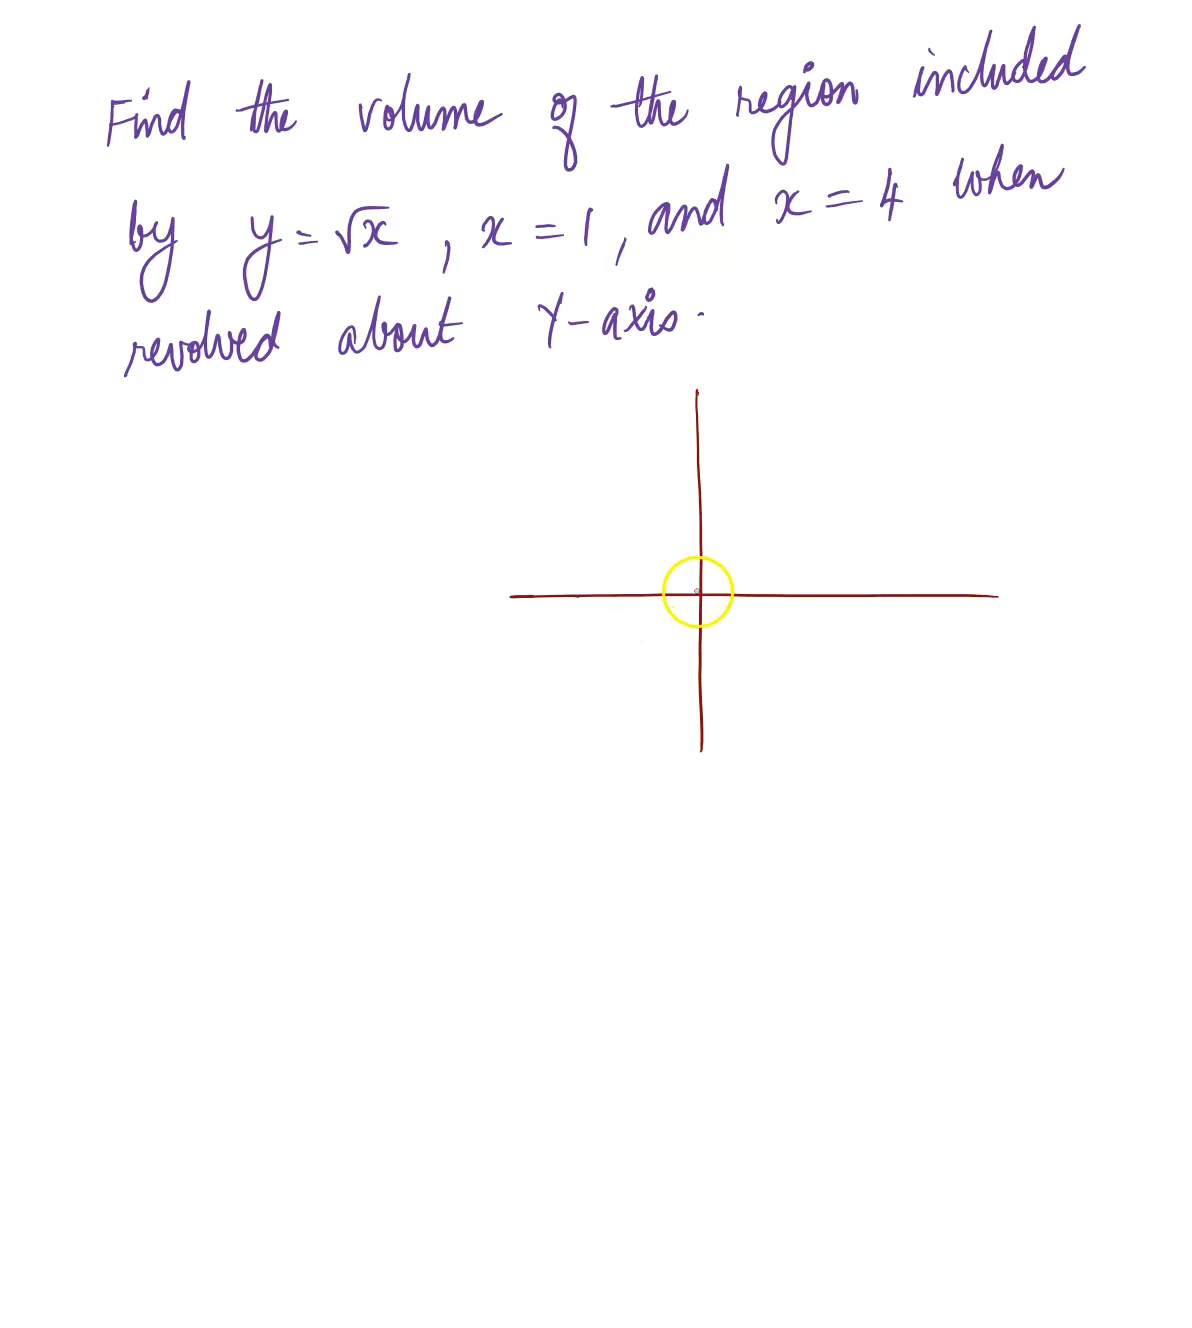 Find the volume of the region included
by y = √x , x = 1 , and x = 4 when
revolved about Y-axis.